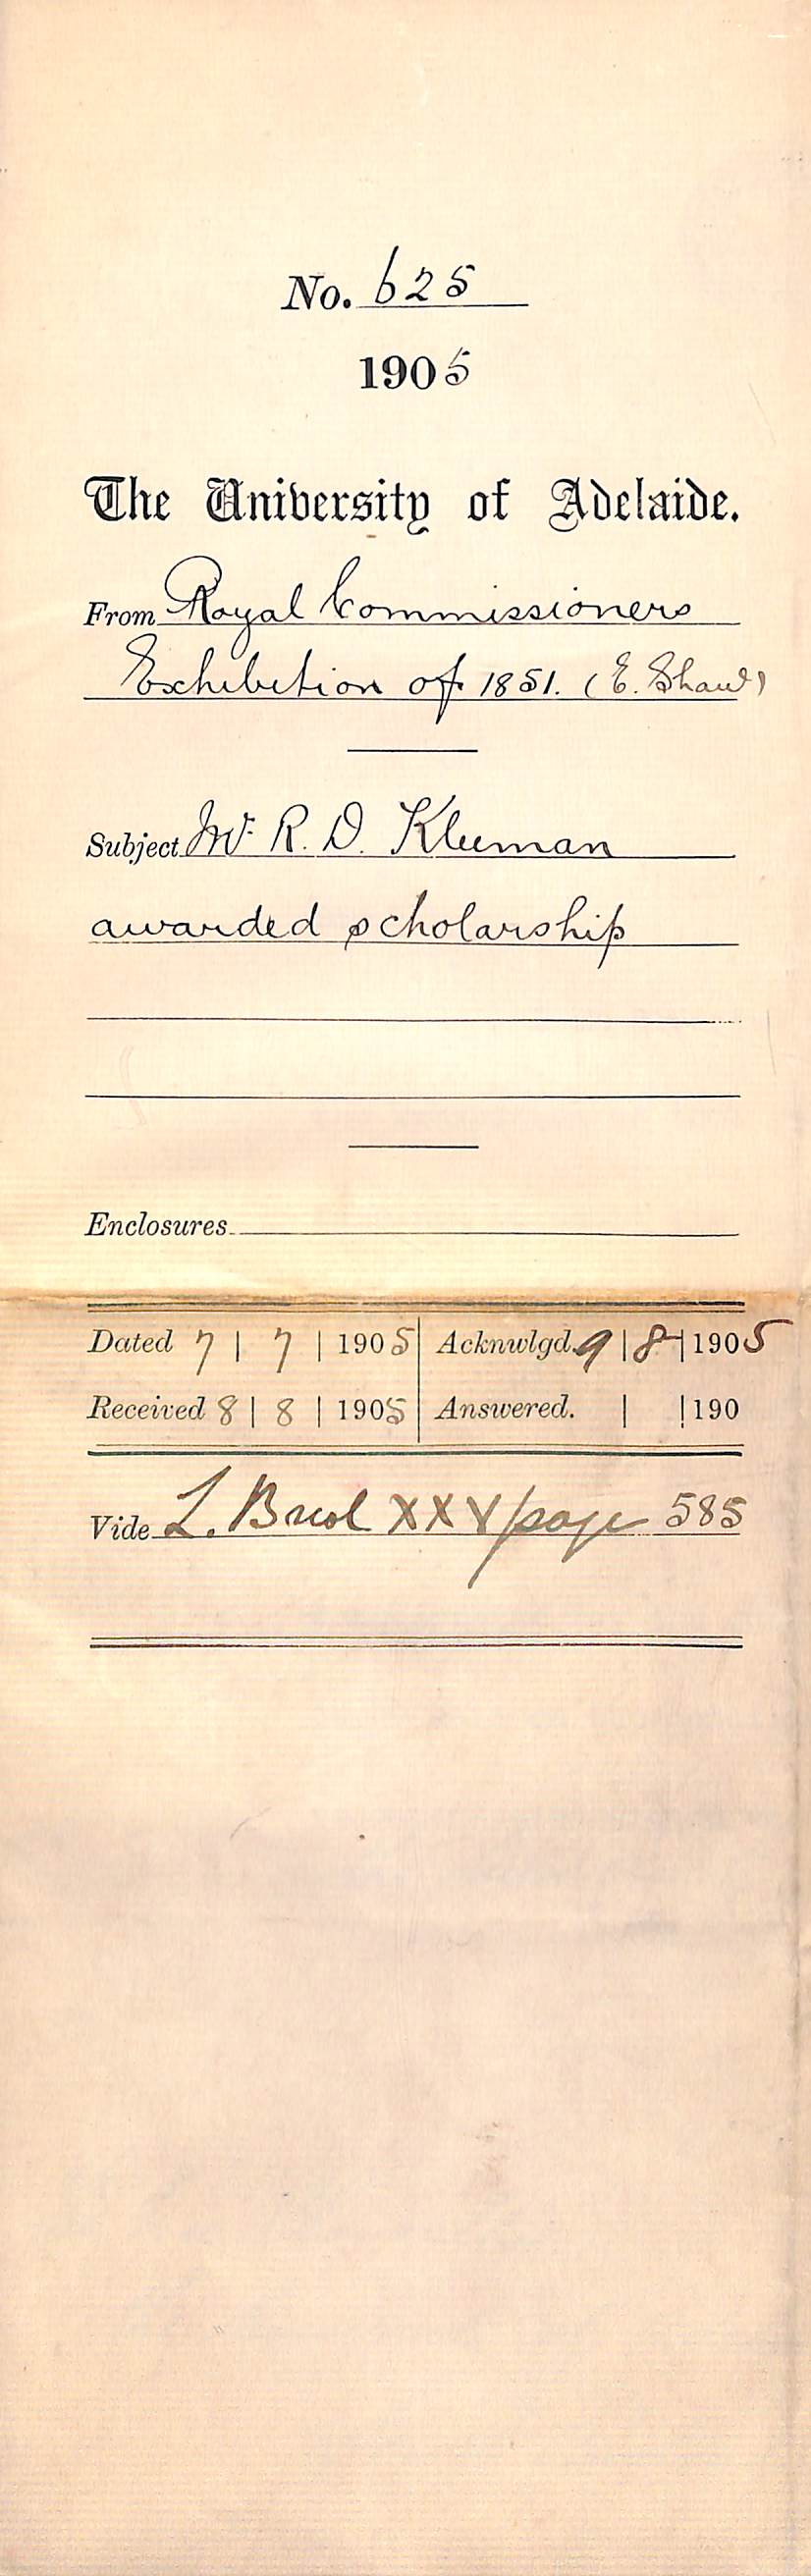 No. 625
1905
The University of Adelaide.
From Royal Commissioners
Exhibition of 1851. (E. Shaw)
Subject Mr R. D. Kleeman
awarded scholarship
Enclosures
Dated 7 | 7 | 1905 Acknwlgd. 9 | 8 | 1905
Received 8 | 8 | 1905 Answered. | | 190
Vide L. XXV page 585